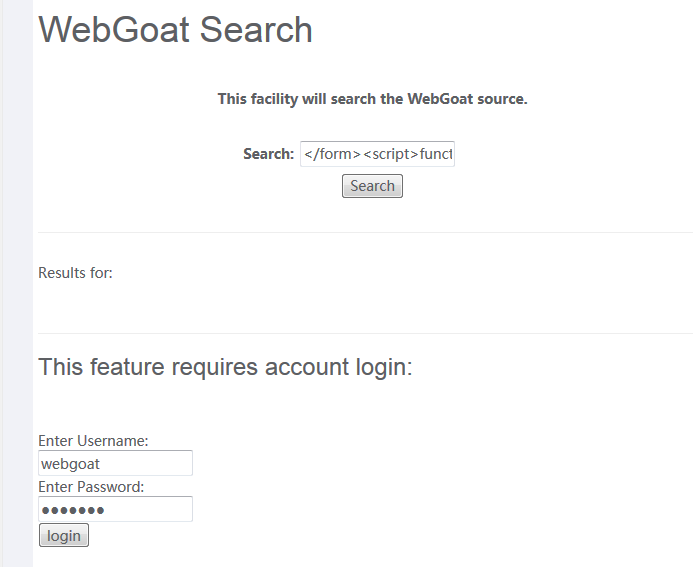 WebGoat Search
This facility will search the WebGoat source.
Search: </form><script>funct
Search
Results for:
This feature requires account login:
Enter Username:
webgoat
Enter Password:
●●●●●●●
login